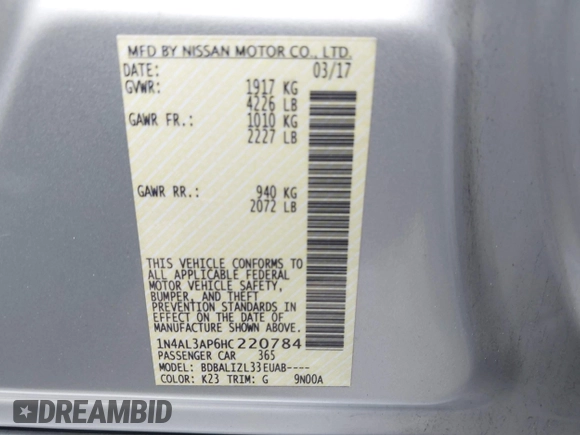 MFD BY NISSAN MOTOR CO., LTD.
DATE: 03/17
GVWR: 1917 KG
4226 LB
GAWR FR.: 1010 KG
2227 LB
GAWR RR.: 940 KG
2072 LB
THIS VEHICLE CONFORMS TO
ALL APPLICABLE FEDERAL
MOTOR VEHICLE SAFETY,
BUMPER, AND THEFT
PREVENTION STANDARDS IN
EFFECT ON THE DATE OF
MANUFACTURE SHOWN ABOVE.
1N4AL3AP6HC220784
PASSENGER CAR 365
MODEL: BDBALIZL33EUAB----
COLOR: K23 TRIM: G 9N00A
DREAMBID